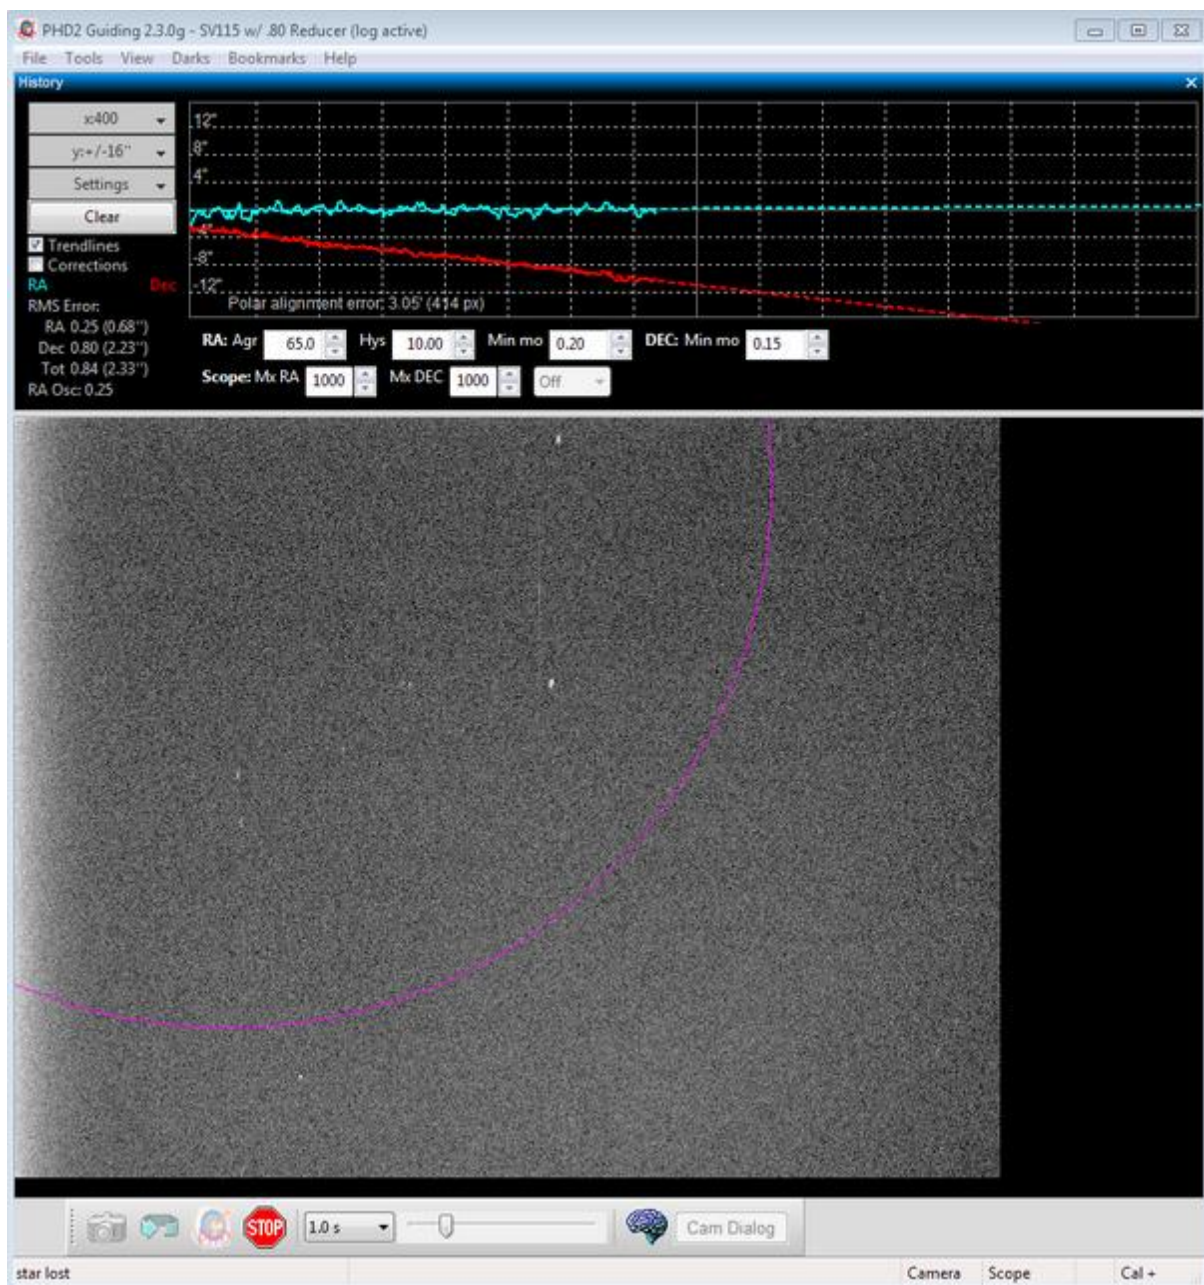 PHD2 Guiding 2.3.0g - SV115 w/ .80 Reducer (log active)
File Tools View Darks Bookmarks Help
History
x:400
y:+/-16"
Settings
Clear
Trendlines
Corrections
RA Dec
RMS Error:
RA 0.25 (0.68")
Dec 0.80 (2.23")
Tot 0.84 (2.33")
RA Osc: 0.25
12"
8"
4"
-4"
-8"
-12"
Polar alignment error: 3.05' (414 px)
RA: Agr 65.0 Hys 10.00 Min mo 0.20 DEC: Min mo 0.15
Scope: Mx RA 1000 Mx DEC 1000 Off
STOP 1.0 s Cam Dialog
star lost Camera Scope Cal +